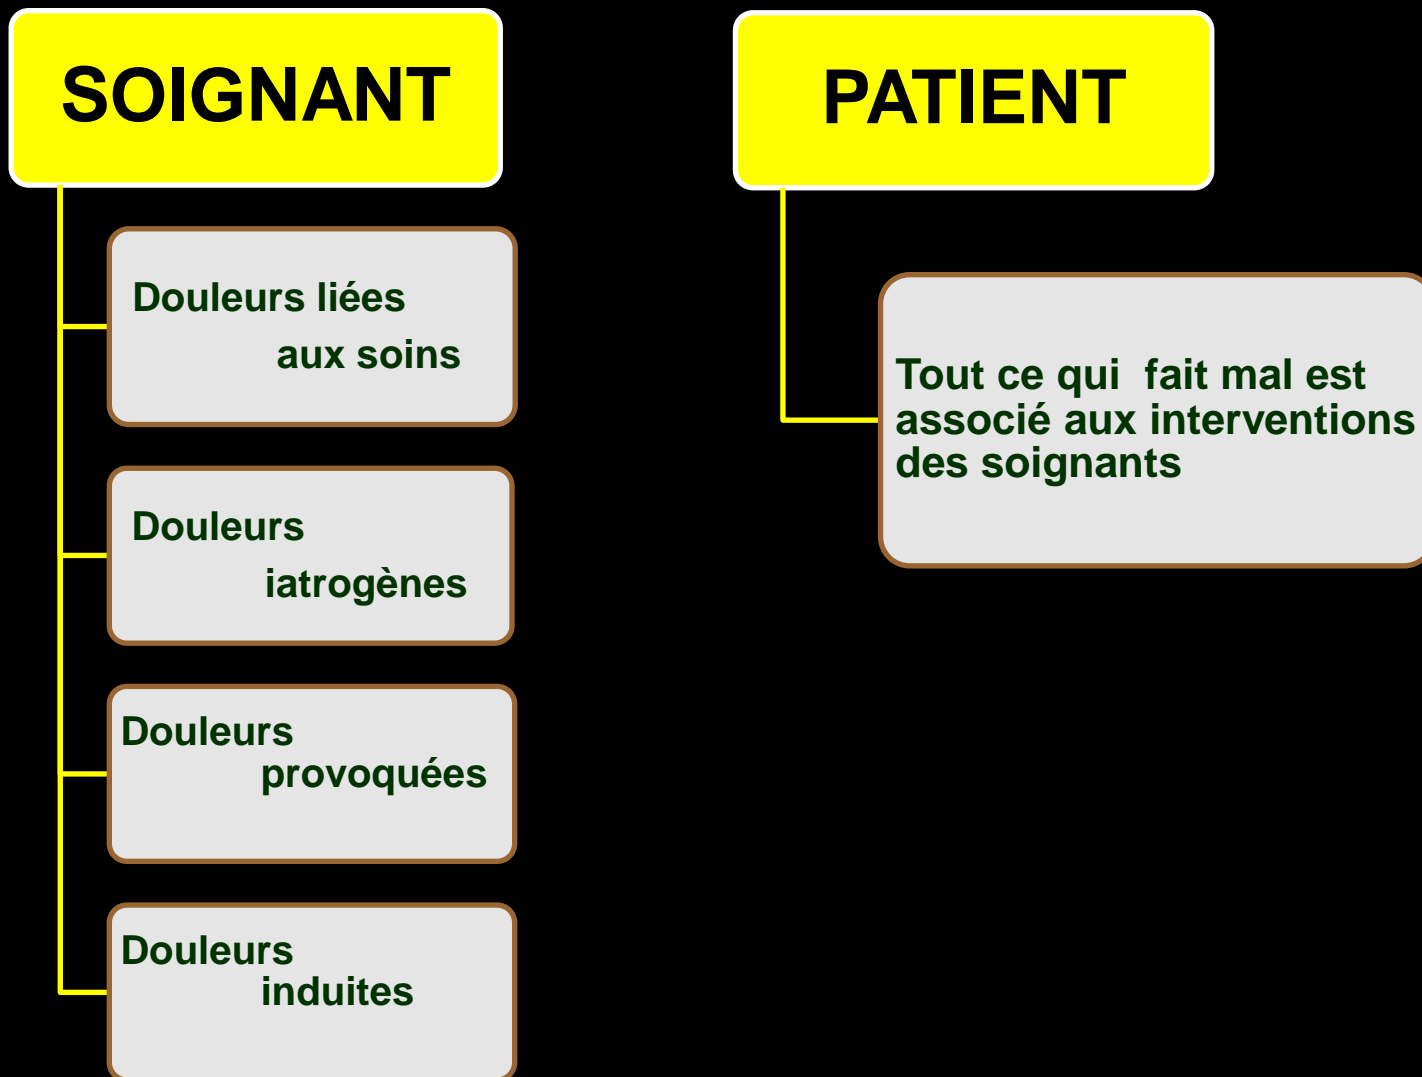 SOIGNANT
Douleurs liées
aux soins
Douleurs
iatrogènes
Douleurs
provoquées
Douleurs
induites
PATIENT
Tout ce qui  fait mal est
associé aux interventions
des soignants